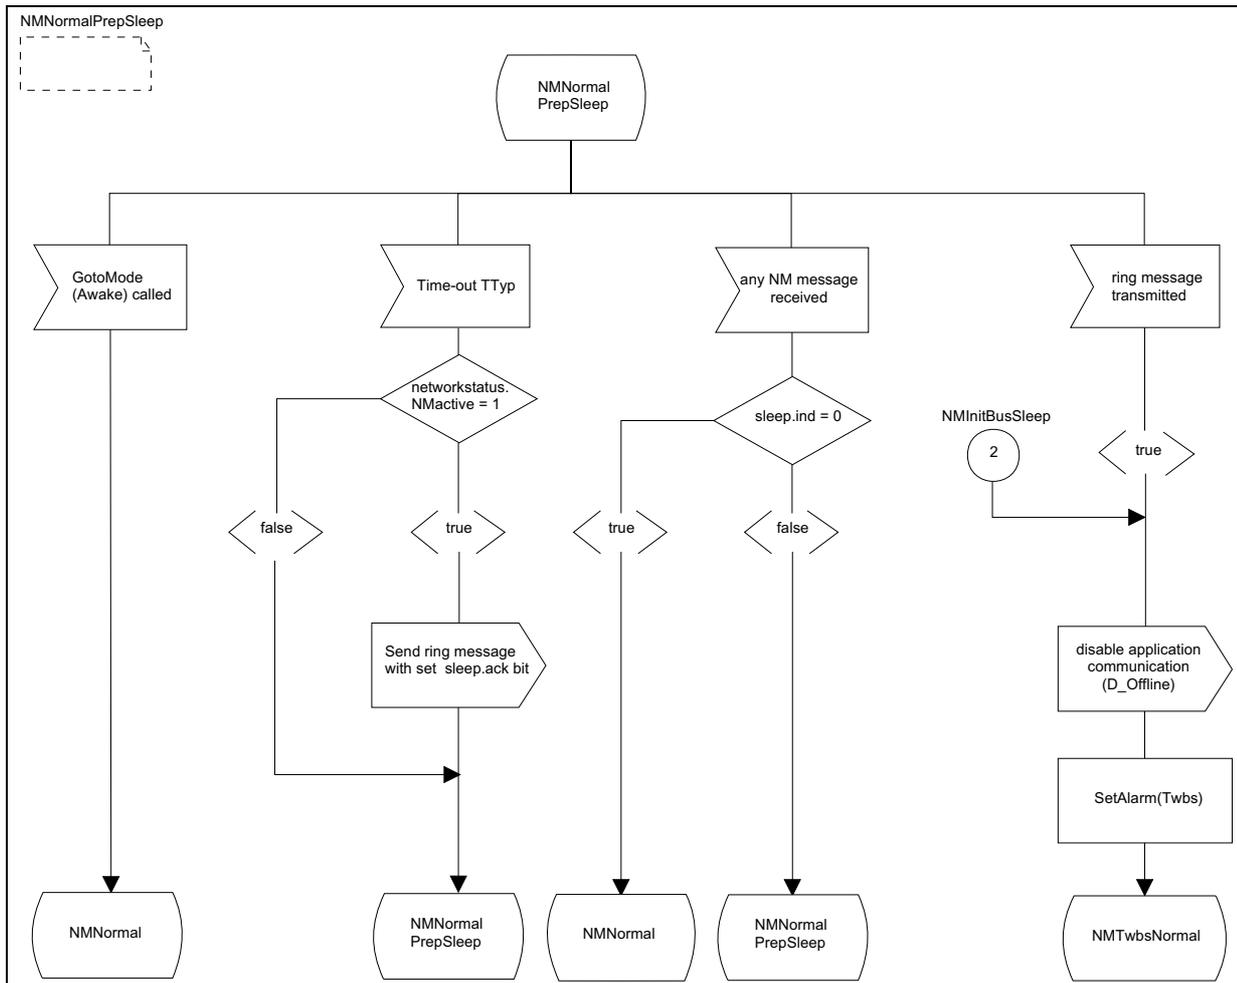 NMNormalPrepSleep
NMNormal
PrepSleep
GotoMode
(Awake) called
Time-out TTyp
any NM message
received
ring message
transmitted
networkstatus.
NMactive = 1
sleep.ind = 0
NMInitBusSleep
2
true
false
true
true
false
Send ring message
with set sleep.ack bit
disable application
communication
(D_Offline)
SetAlarm(Twbs)
NMNormal
NMNormal
PrepSleep
NMNormal
NMNormal
PrepSleep
NMTwbsNormal